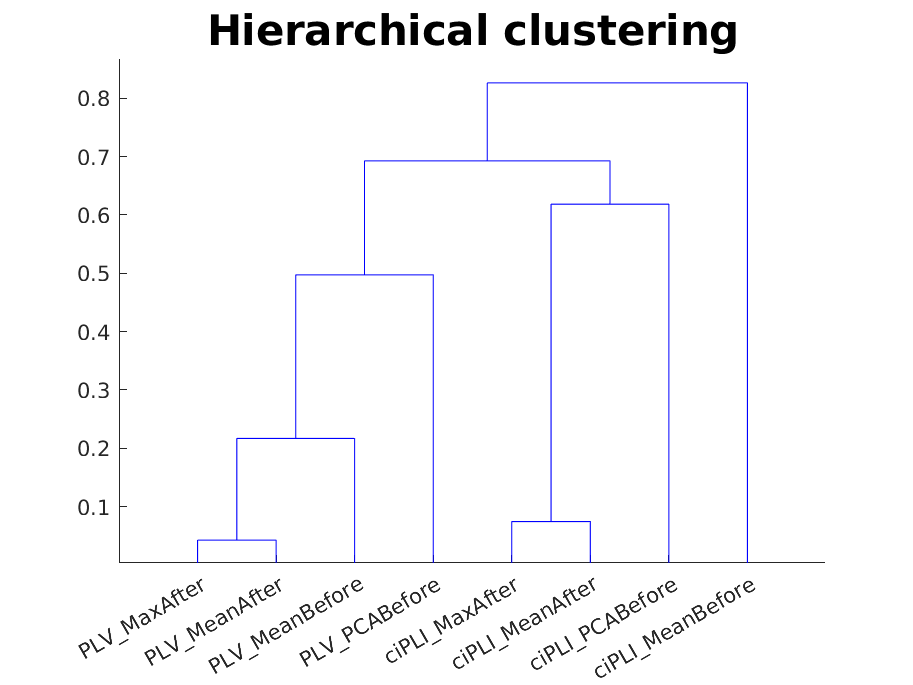 Hierarchical clustering
0.8
0.7
0.6
0.5
0.4
0.3
0.2
0.1
PLV_MaxAfter
PLV_MeanAfter
PLV_MeanBefore
PLV_PCABefore
ciPLI_MaxAfter
ciPLI_MeanAfter
ciPLI_PCABefore
ciPLI_MeanBefore